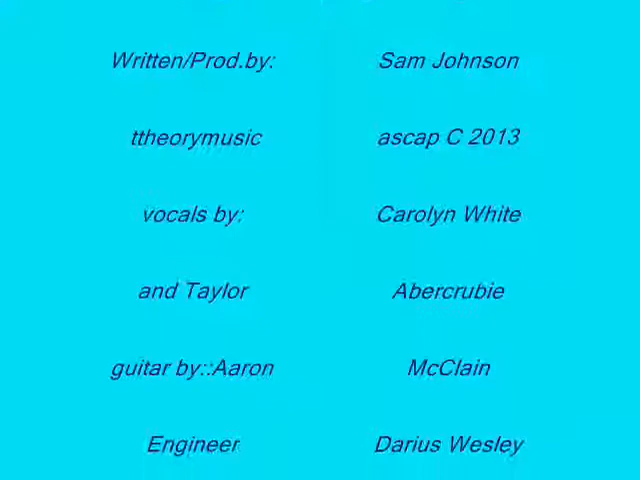 Written/Prod.by: Sam Johnson
ttheorymusic ascap C 2013
vocals by: Carolyn White
and Taylor Abercrubie
guitar by::Aaron McClain
Engineer Darius Wesley